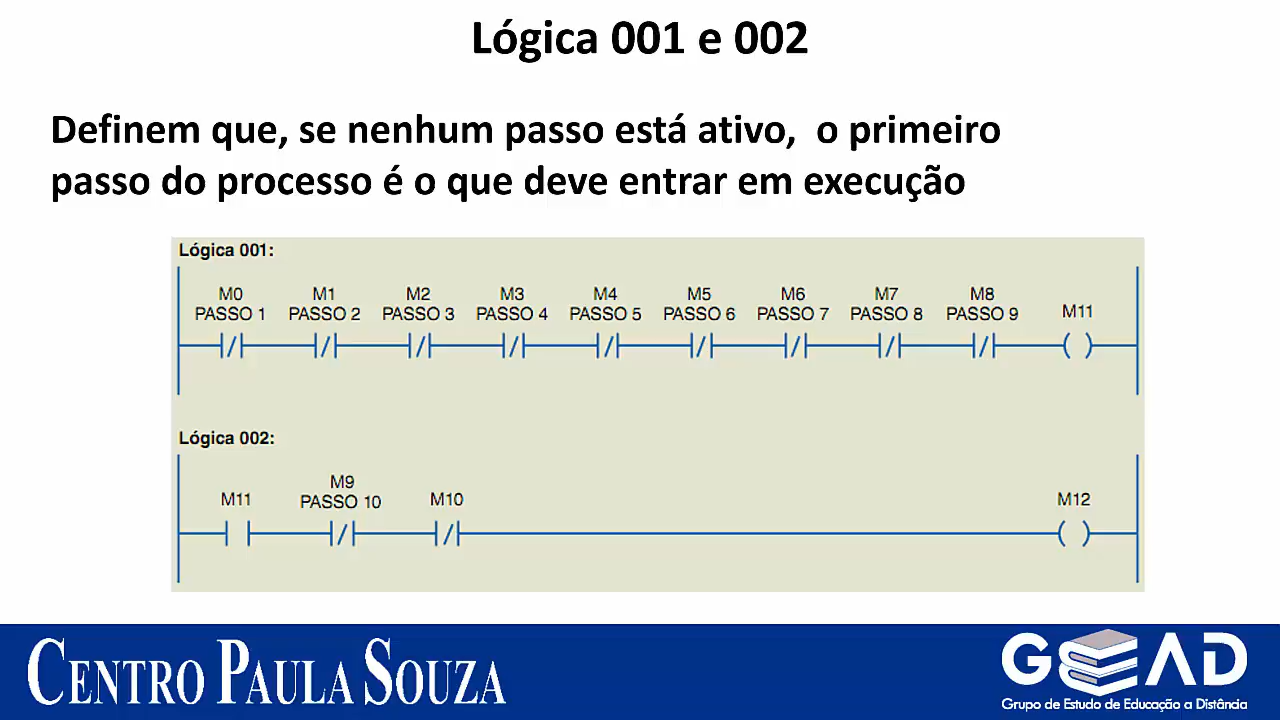 Lógica 001 e 002
Definem que, se nenhum passo está ativo, o primeiro
passo do processo é o que deve entrar em execução
Lógica 001:
M0 M1 M2 M3 M4 M5 M6 M7 M8 M11
PASSO 1 PASSO 2 PASSO 3 PASSO 4 PASSO 5 PASSO 6 PASSO 7 PASSO 8 PASSO 9
Lógica 002:
M11 M9 M10 M12
PASSO 10
CENTRO PAULA SOUZA
GEEAD
Grupo de Estudo de Educação a Distância